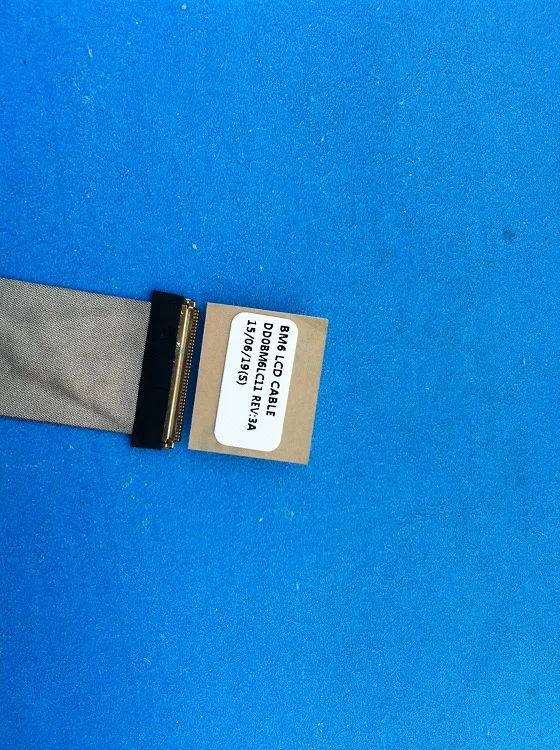 BM6 LCD CABLE
DD0BM6LC11 REV:3A
15/06/19(S)